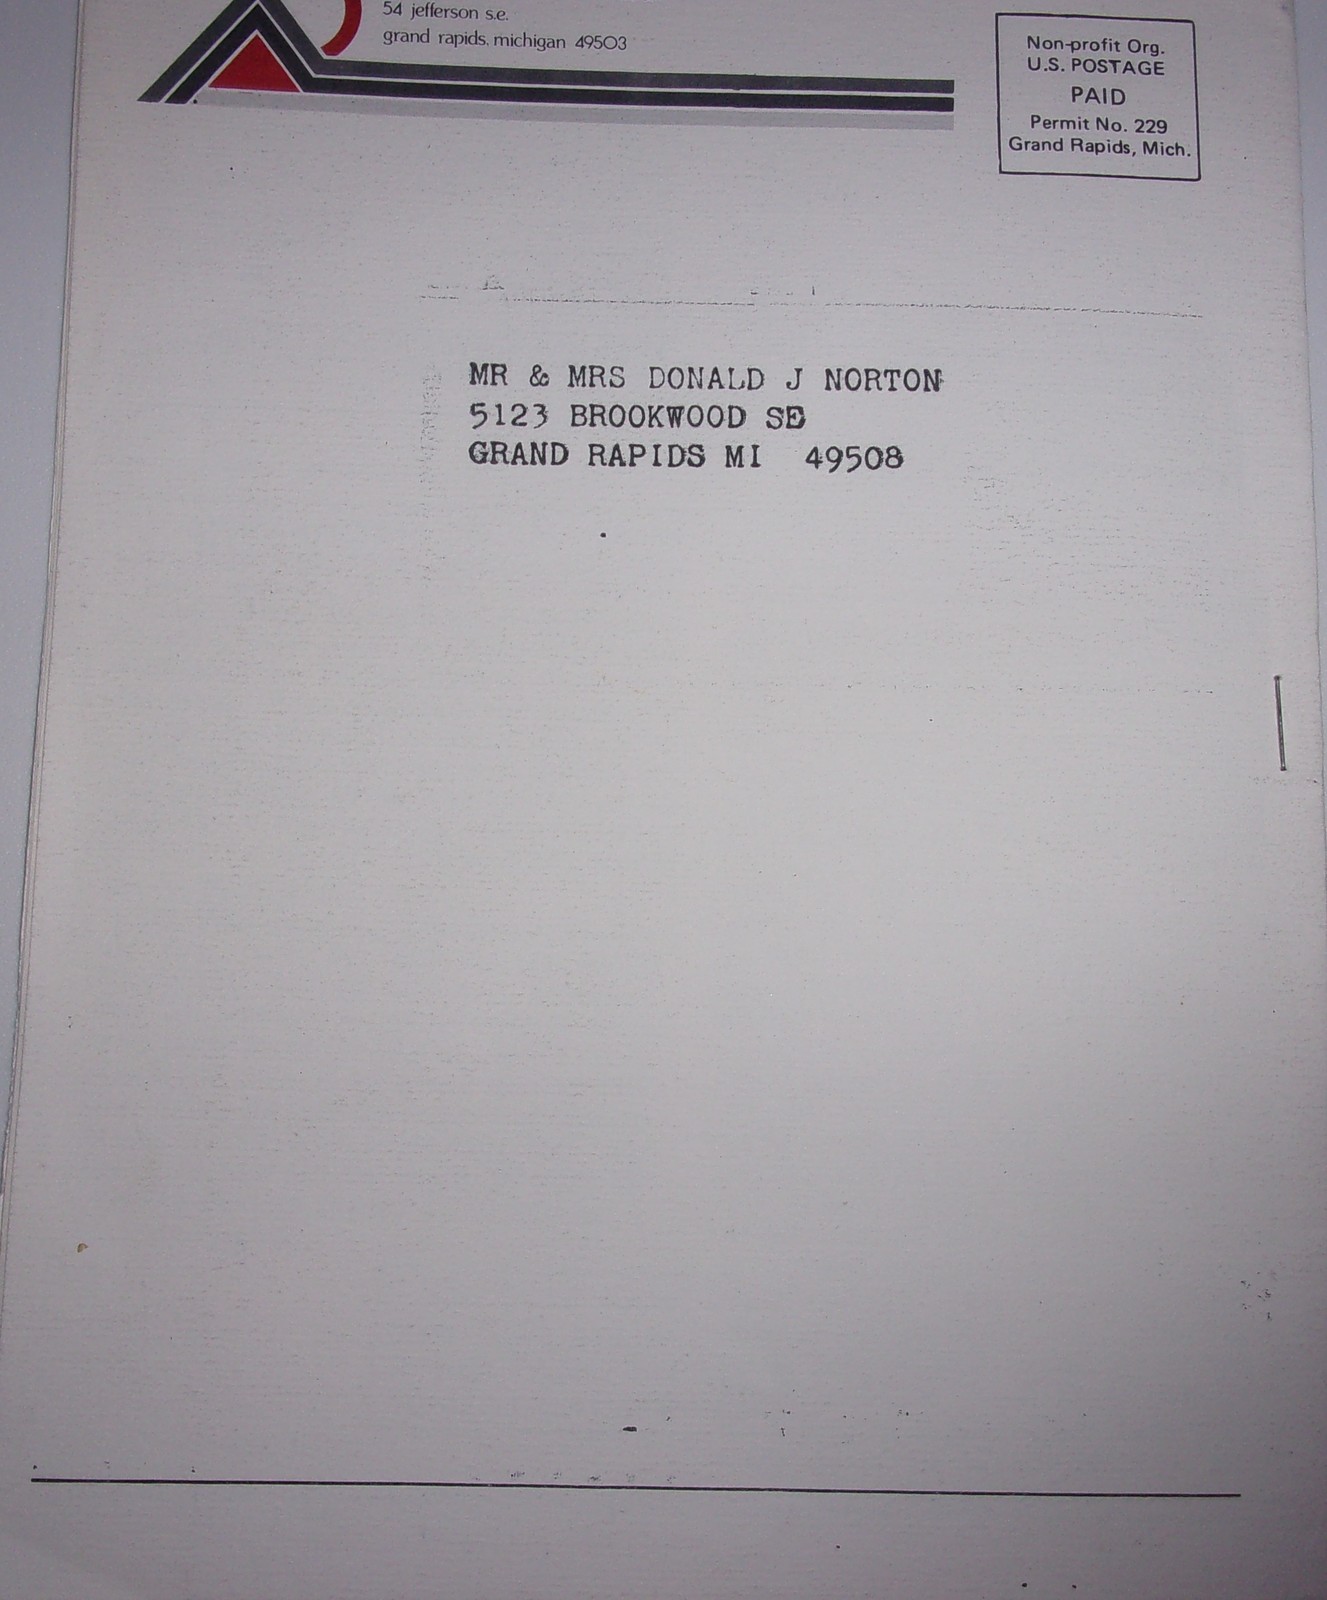 54 jefferson s.e.
grand rapids, michigan 49503
Non-profit Org.
U.S. POSTAGE
PAID
Permit No. 229
Grand Rapids, Mich.
MR & MRS DONALD J NORTON
5123 BROOKWOOD SE
GRAND RAPIDS MI 49508